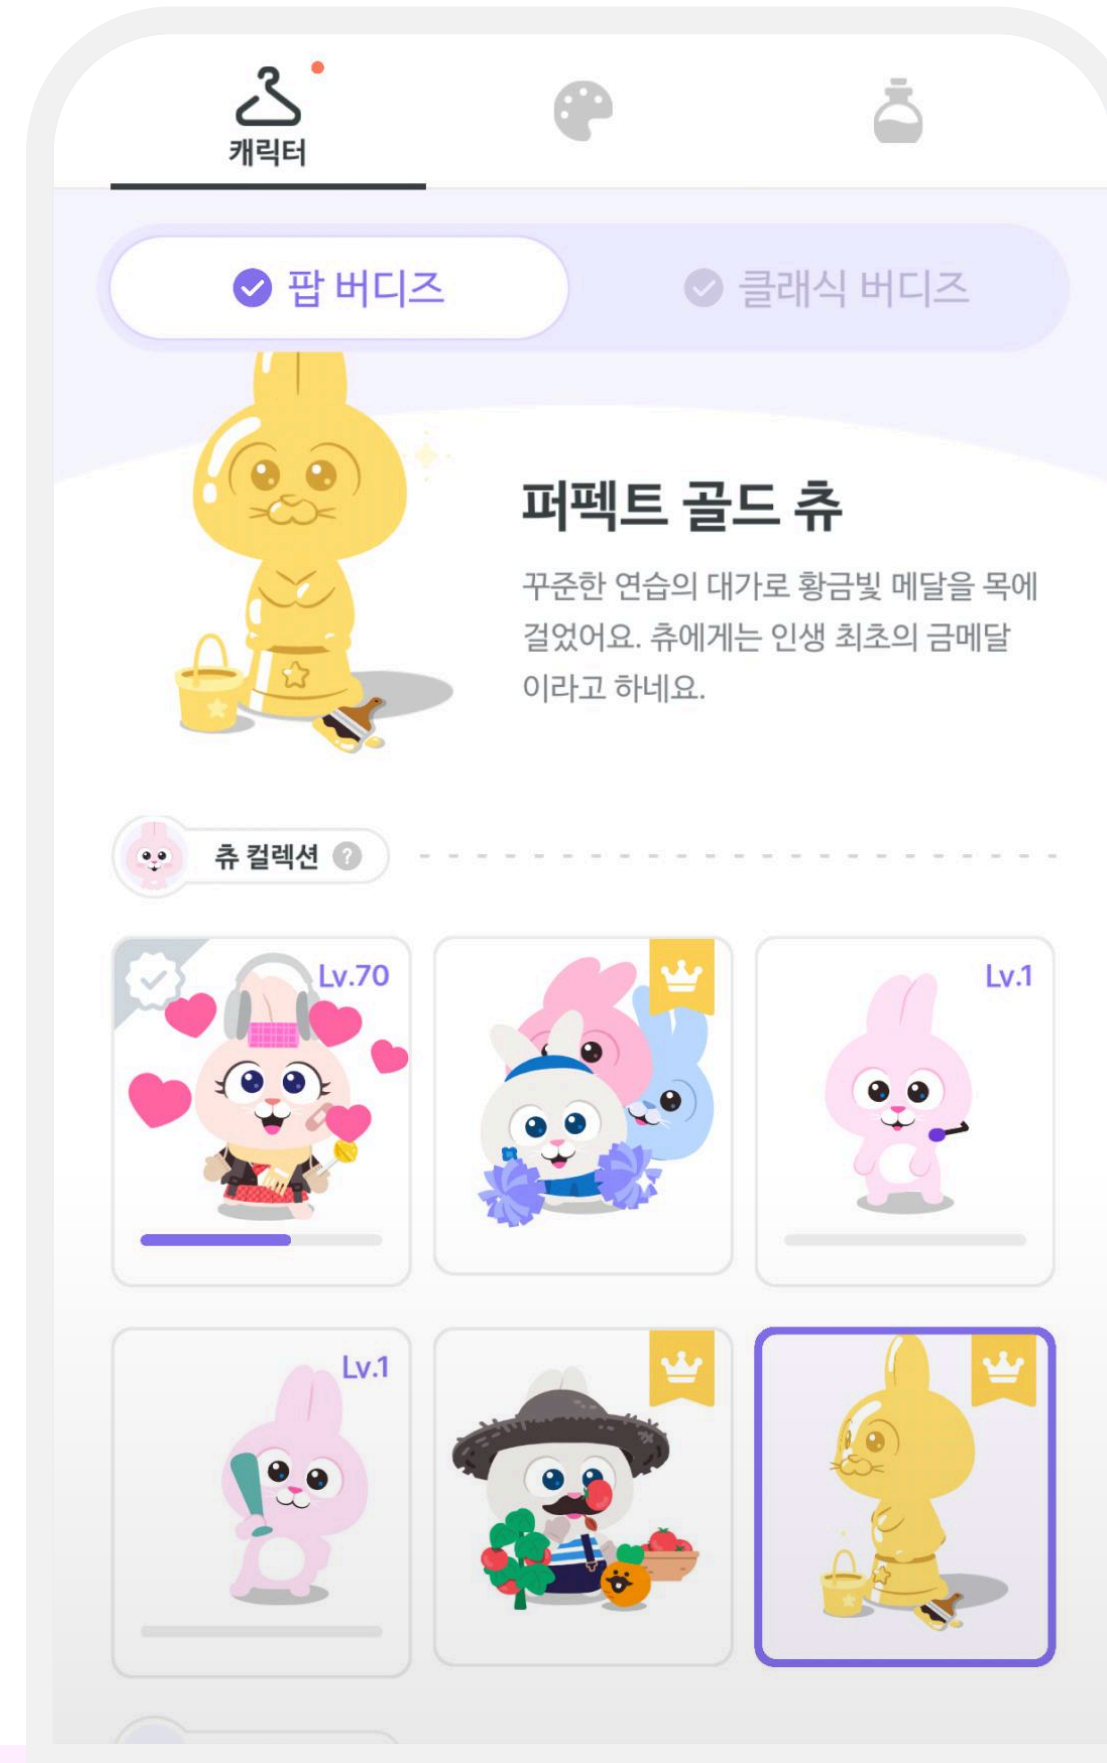 캐릭터
팝 버디즈
클래식 버디즈
퍼펙트 골드 츄
꾸준한 연습의 대가로 황금빛 메달을 목에
걸었어요. 츄에게는 인생 최초의 금메달
이라고 하네요.
츄 컬렉션 ?
Lv.70
Lv.1
Lv.1